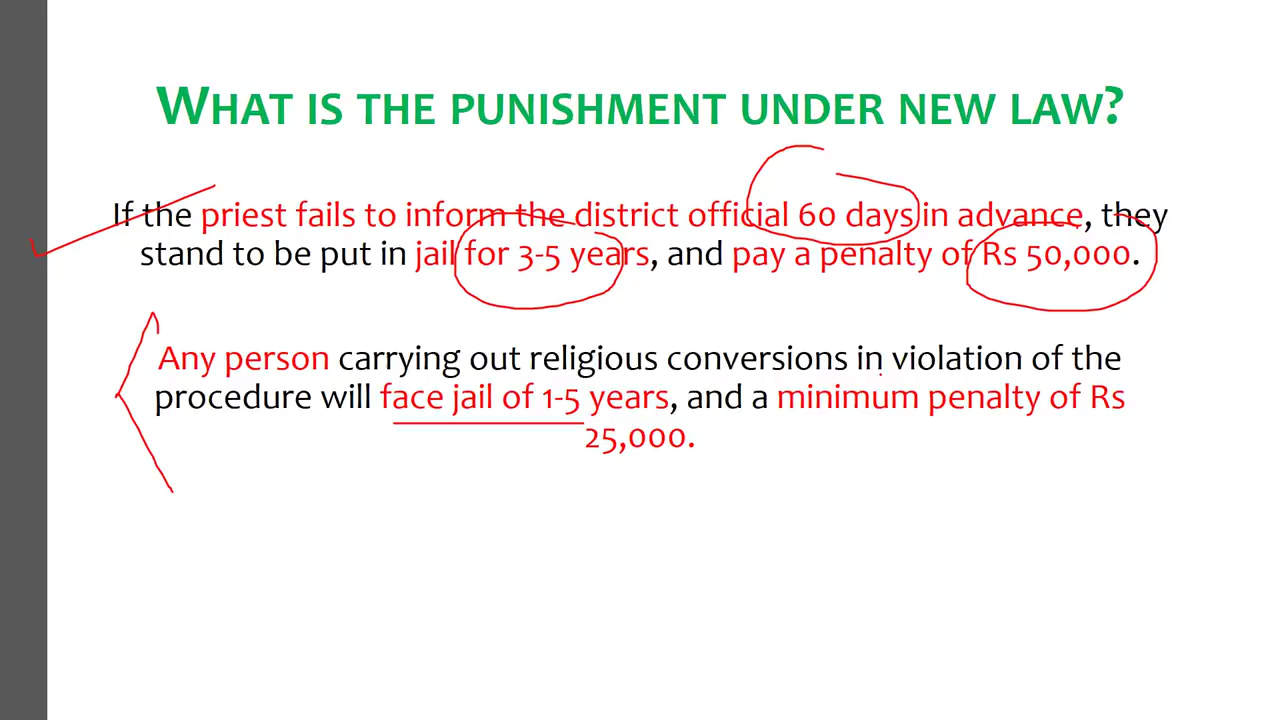 WHAT IS THE PUNISHMENT UNDER NEW LAW?
If the priest fails to inform the district official 60 days in advance, they
stand to be put in jail for 3-5 years, and pay a penalty of Rs 50,000.
Any person carrying out religious conversions in violation of the
procedure will face jail of 1-5 years, and a minimum penalty of Rs
25,000.